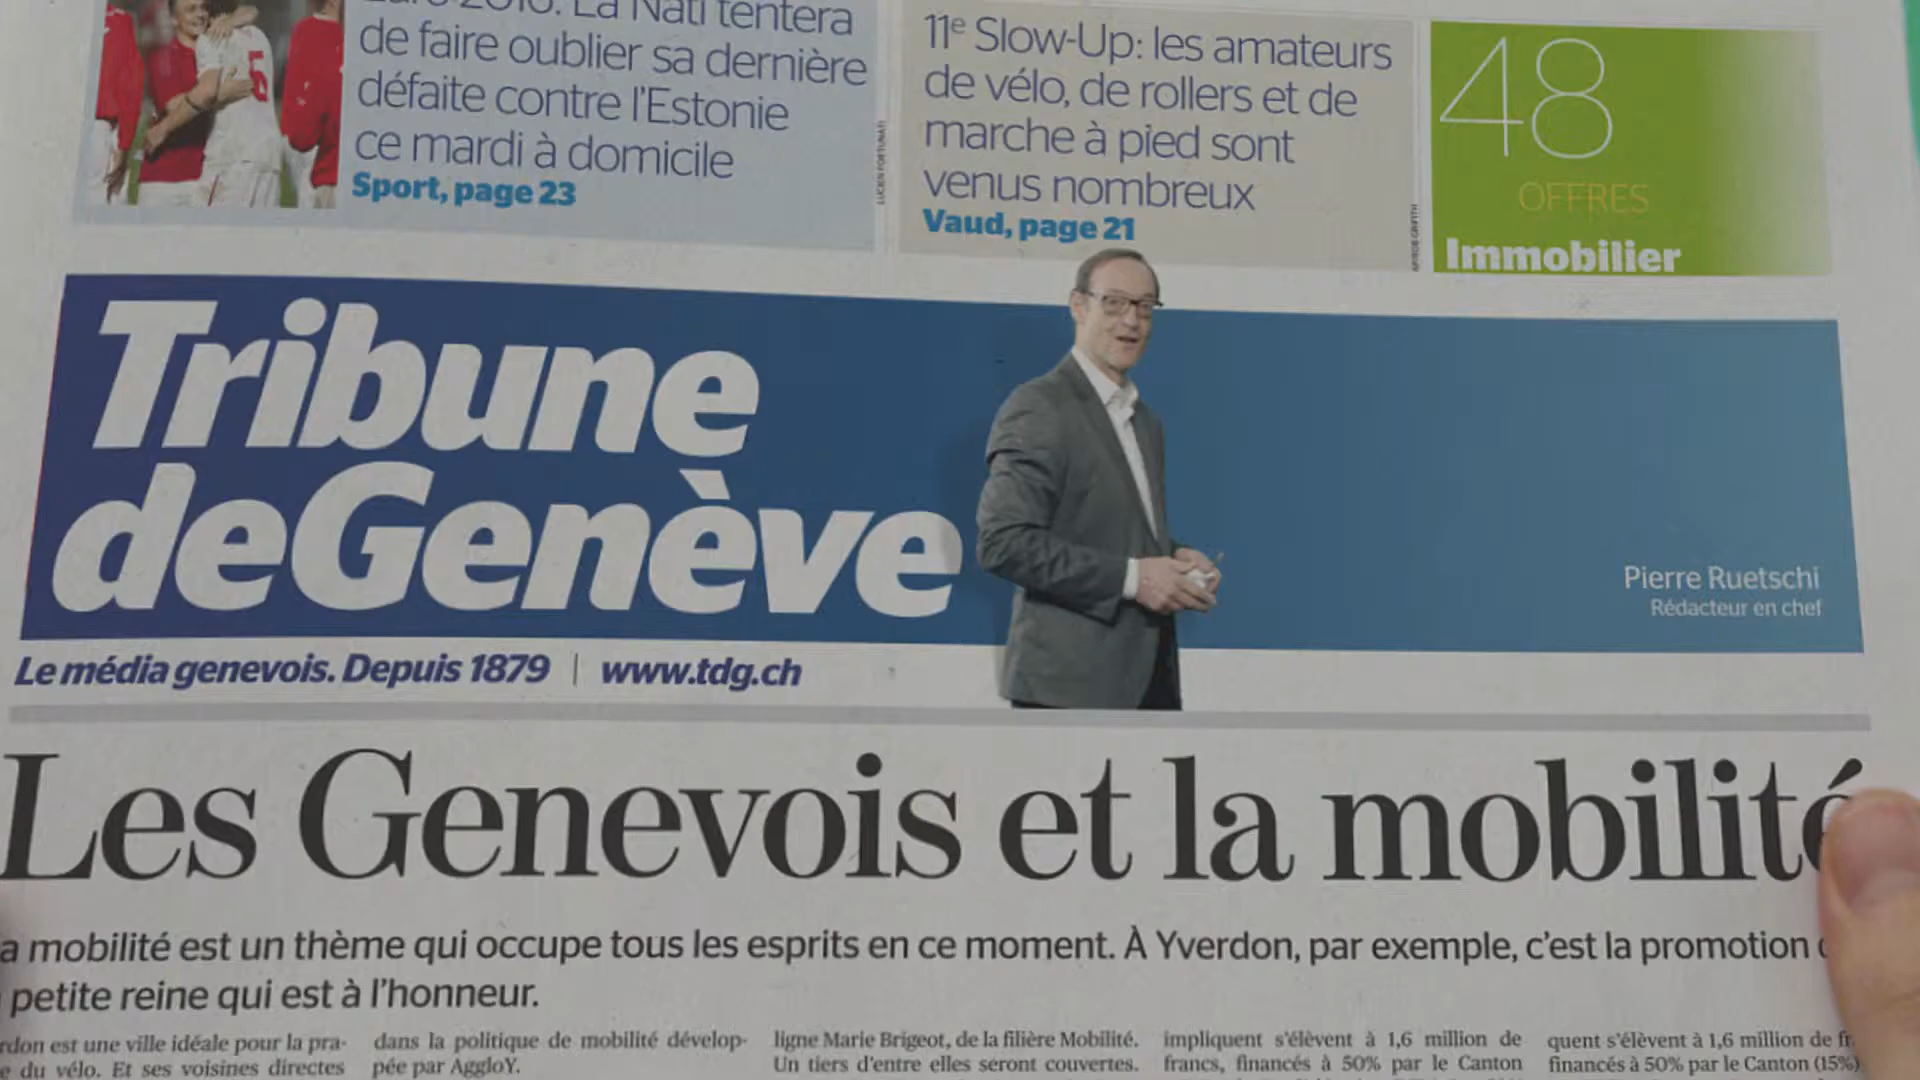 La Nati tentera
de faire oublier sa dernière
défaite contre l'Estonie
ce mardi à domicile
Sport, page 23
LUCIEN FORTUNATI
11e Slow-Up: les amateurs
de vélo, de rollers et de
marche à pied sont
venus nombreux
Vaud, page 21
48
OFFRES
Immobilier
Tribune
deGenève
Pierre Ruetschi
Rédacteur en chef
Le média genevois. Depuis 1879 | www.tdg.ch
Les Genevois et la mobilité
a mobilité est un thème qui occupe tous les esprits en ce moment. À Yverdon, par exemple, c'est la promotion
petite reine qui est à l'honneur.
rdon est une ville idéale pour la pra-
e du vélo. Et ses voisines directes
dans la politique de mobilité dévelop-
pée par AggloY.
ligne Marie Brigeot, de la filière Mobilité.
Un tiers d'entre elles seront couvertes.
impliquent s'élèvent à 1,6 million de
francs, financés à 50% par le Canton
quent s'élèvent à 1,6 million de fr
financés à 50% par le Canton (15%)